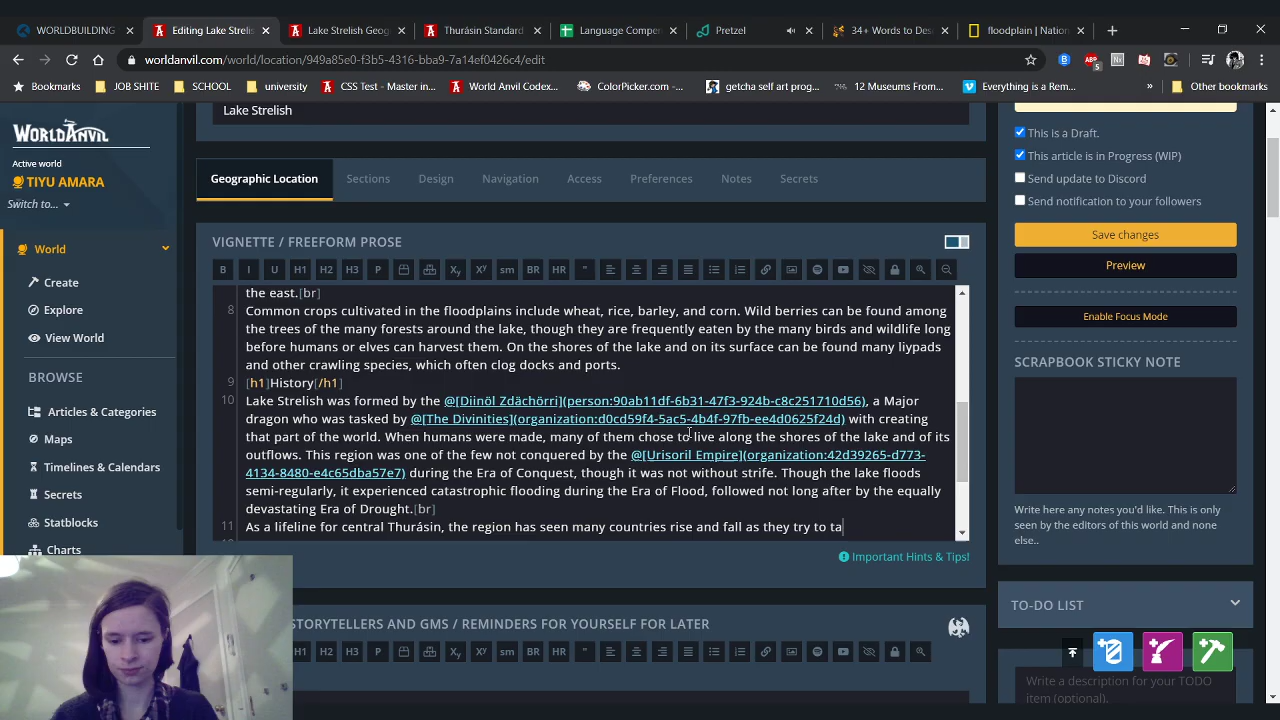 WORLDBUILDING
Editing Lake Strelis
Lake Strelish Geog
Thurásin Standard
Language Compe
Pretzel
34+ Words to Des
floodplain | Nation
worldanvil.com/world/location/949a85e0-f3b5-4316-bba9-7a14ef0426c4/edit
Bookmarks
JOB SHITE
SCHOOL
university
CSS Test - Master in...
World Anvil Codex...
ColorPicker.com -...
getcha self art prog...
12 Museums From...
Everything is a Rem...
Other bookmarks
WORLDANVIL
Active world
TIYU AMARA
Switch to...
World
Create
Explore
View World
BROWSE
Articles & Categories
Maps
Timelines & Calendars
Secrets
Statblocks
Charts
Lake Strelish
Geographic Location
Sections
Design
Navigation
Access
Preferences
Notes
Secrets
VIGNETTE / FREEFORM PROSE
B I U H1 H2 H3 P Xy XY sm BR HR "
the east.[br]
8 Common crops cultivated in the floodplains include wheat, rice, barley, and corn. Wild berries can be found among
the trees of the many forests around the lake, though they are frequently eaten by the many birds and wildlife long
before humans or elves can harvest them. On the shores of the lake and on its surface can be found many liypads
and other crawling species, which often clog docks and ports.
9 [h1]History[/h1]
10 Lake Strelish was formed by the @[Diinöl Zdächörri](person:90ab11df-6b31-47f3-924b-c8c251710d56), a Major
dragon who was tasked by @[The Divinities](organization:d0cd59f4-5ac5-4b4f-97fb-ee4d0625f24d) with creating
that part of the world. When humans were made, many of them chose to live along the shores of the lake and of its
outflows. This region was one of the few not conquered by the @[Urisoril Empire](organization:42d39265-d773-
4134-8480-e4c65dba57e7) during the Era of Conquest, though it was not without strife. Though the lake floods
semi-regularly, it experienced catastrophic flooding during the Era of Flood, followed not long after by the equally
devastating Era of Drought.[br]
11 As a lifeline for central Thurásin, the region has seen many countries rise and fall as they try to ta
Important Hints & Tips!
STORYTELLERS AND GMS / REMINDERS FOR YOURSELF FOR LATER
H1 H2 H3 P Xy XY sm BR HR "
This is a Draft.
This article is in Progress (WIP)
Send update to Discord
Send notification to your followers
Save changes
Preview
Enable Focus Mode
SCRAPBOOK STICKY NOTE
Write here any notes you'd like. This is only
seen by the editors of this world and none
else..
TO-DO LIST
Write a description for your TODO
item (optional).